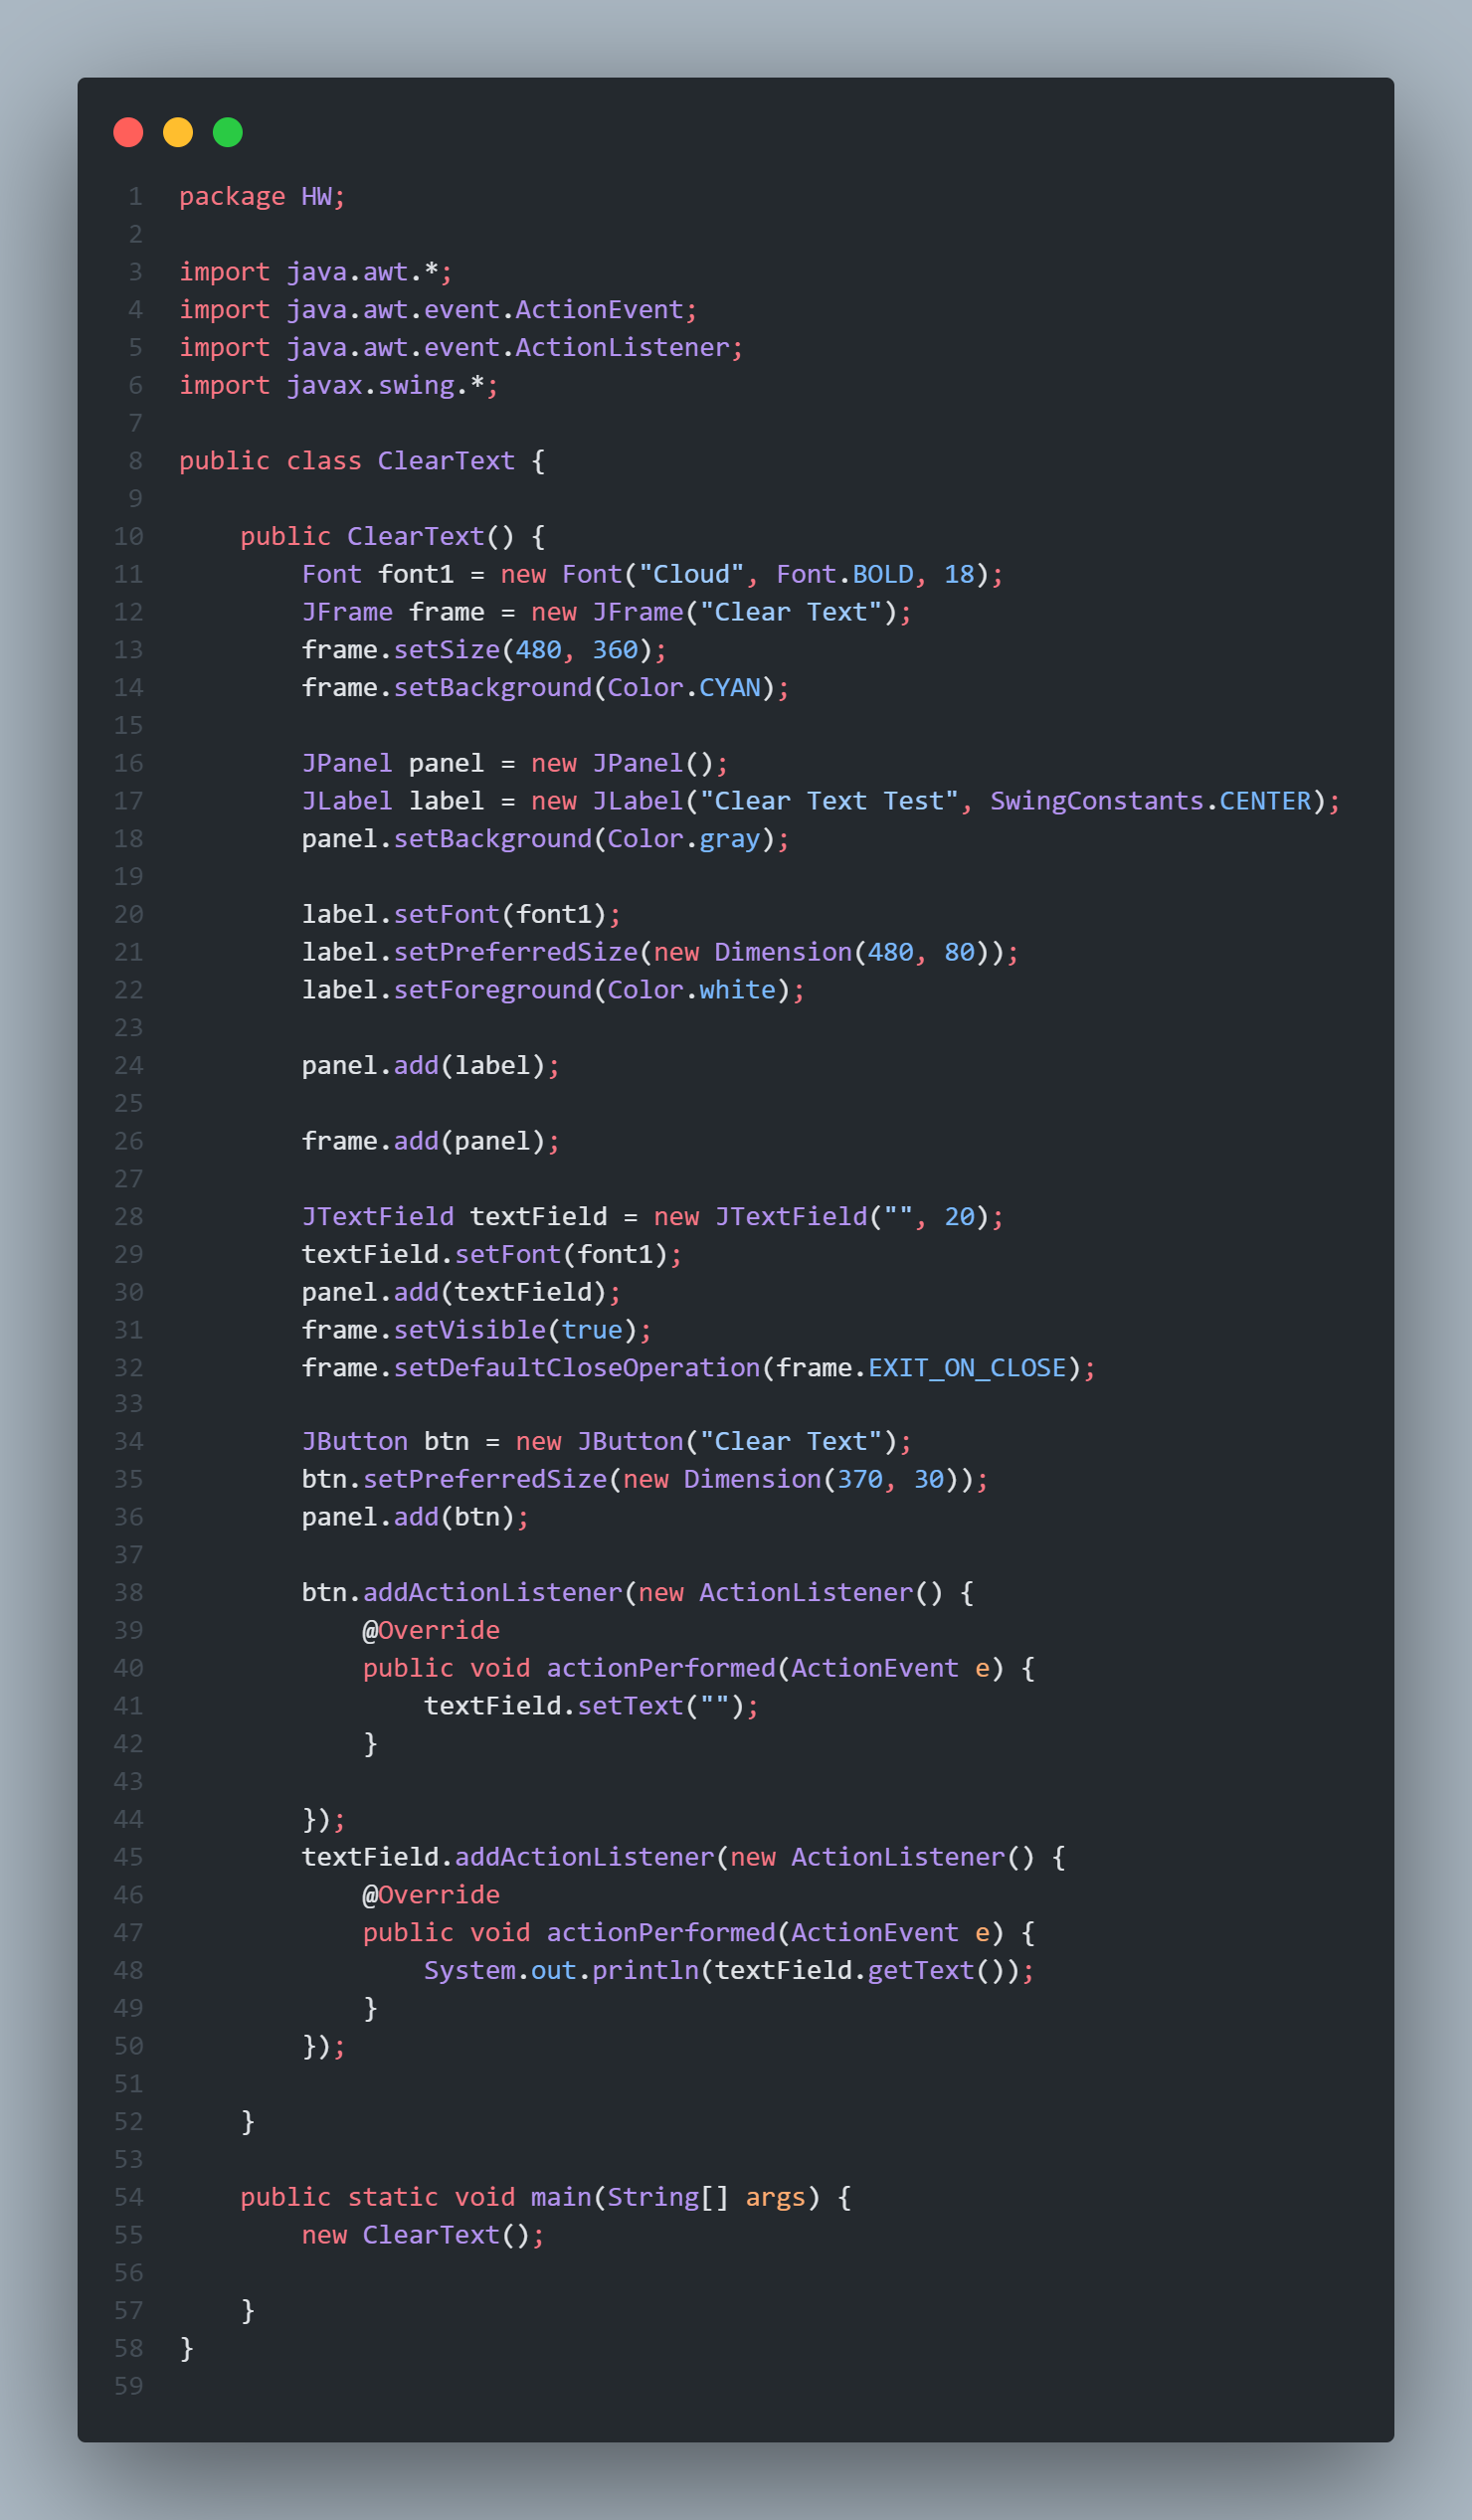 1 package HW;
2
3 import java.awt.*;
4 import java.awt.event.ActionEvent;
5 import java.awt.event.ActionListener;
6 import javax.swing.*;
7
8 public class ClearText {
9
10     public ClearText() {
11         Font font1 = new Font("Cloud", Font.BOLD, 18);
12         JFrame frame = new JFrame("Clear Text");
13         frame.setSize(480, 360);
14         frame.setBackground(Color.CYAN);
15
16         JPanel panel = new JPanel();
17         JLabel label = new JLabel("Clear Text Test", SwingConstants.CENTER);
18         panel.setBackground(Color.gray);
19
20         label.setFont(font1);
21         label.setPreferredSize(new Dimension(480, 80));
22         label.setForeground(Color.white);
23
24         panel.add(label);
25
26         frame.add(panel);
27
28         JTextField textField = new JTextField("", 20);
29         textField.setFont(font1);
30         panel.add(textField);
31         frame.setVisible(true);
32         frame.setDefaultCloseOperation(frame.EXIT_ON_CLOSE);
33
34         JButton btn = new JButton("Clear Text");
35         btn.setPreferredSize(new Dimension(370, 30));
36         panel.add(btn);
37
38         btn.addActionListener(new ActionListener() {
39             @Override
40             public void actionPerformed(ActionEvent e) {
41                 textField.setText("");
42             }
43
44         });
45         textField.addActionListener(new ActionListener() {
46             @Override
47             public void actionPerformed(ActionEvent e) {
48                 System.out.println(textField.getText());
49             }
50         });
51
52     }
53
54     public static void main(String[] args) {
55         new ClearText();
56
57     }
58 }
59